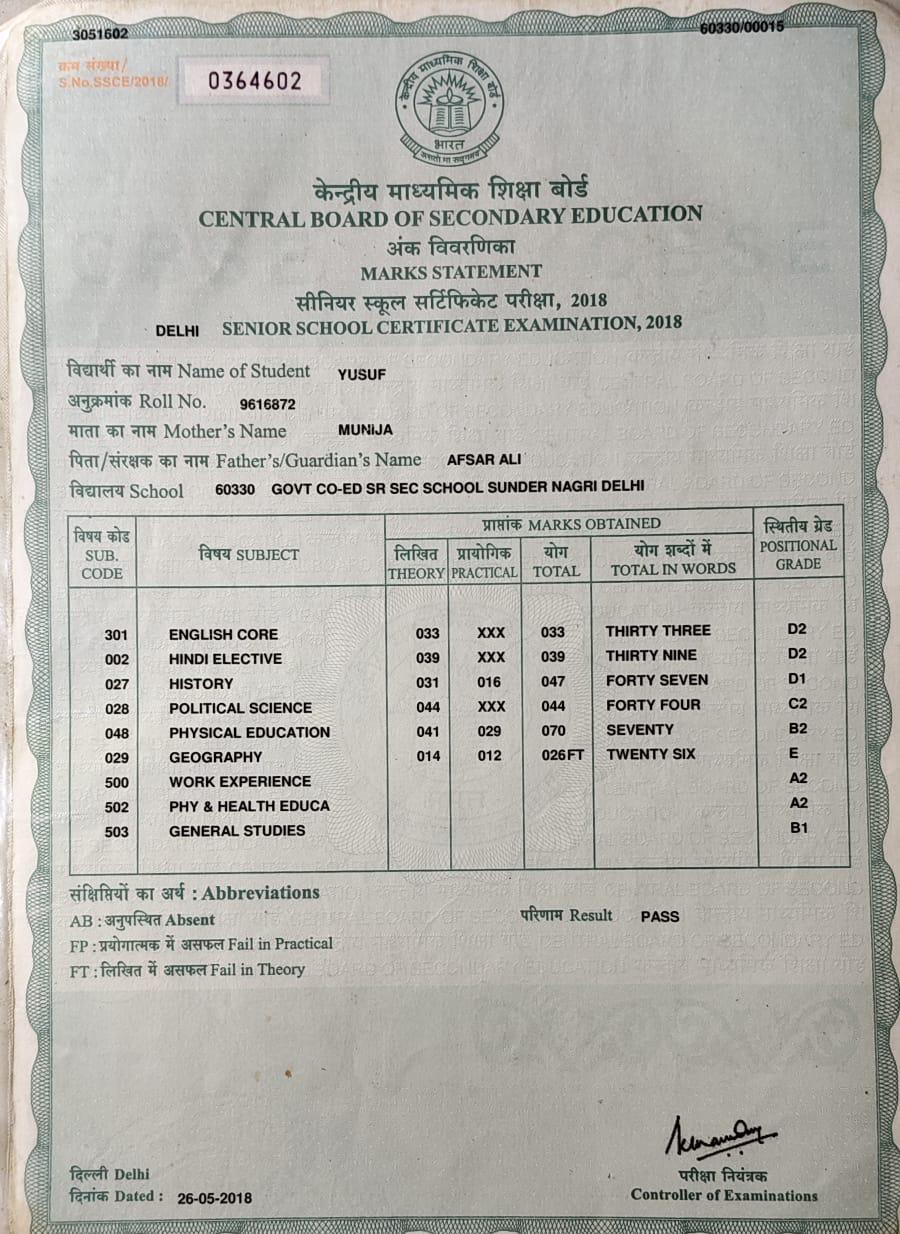 3051602 60330/00015
क्रम संख्या/
S.No.SSCE/2018/ 0364602
केन्द्रीय माध्यमिक शिक्षा बोर्ड
भारत
असतो मा सद्गमय
केन्द्रीय माध्यमिक शिक्षा बोर्ड
CENTRAL BOARD OF SECONDARY EDUCATION
अंक विवरणिका
MARKS STATEMENT
सीनियर स्कूल सर्टिफिकेट परीक्षा, 2018
DELHI SENIOR SCHOOL CERTIFICATE EXAMINATION, 2018
विद्यार्थी का नाम Name of Student YUSUF
अनुक्रमांक Roll No. 9616872
माता का नाम Mother's Name MUNIJA
पिता/संरक्षक का नाम Father's/Guardian's Name AFSAR ALI
विद्यालय School 60330 GOVT CO-ED SR SEC SCHOOL SUNDER NAGRI DELHI
विषय कोड SUB. CODE
विषय SUBJECT
प्राप्तांक MARKS OBTAINED
लिखित THEORY
प्रायोगिक PRACTICAL
योग TOTAL
योग शब्दों में TOTAL IN WORDS
स्थितीय ग्रेड POSITIONAL GRADE
301 ENGLISH CORE 033 XXX 033 THIRTY THREE D2
002 HINDI ELECTIVE 039 XXX 039 THIRTY NINE D2
027 HISTORY 031 016 047 FORTY SEVEN D1
028 POLITICAL SCIENCE 044 XXX 044 FORTY FOUR C2
048 PHYSICAL EDUCATION 041 029 070 SEVENTY B2
029 GEOGRAPHY 014 012 026FT TWENTY SIX E
500 WORK EXPERIENCE A2
502 PHY & HEALTH EDUCA A2
503 GENERAL STUDIES B1
संक्षिप्तियों का अर्थ : Abbreviations
AB : अनुपस्थित Absent परिणाम Result PASS
FP : प्रयोगात्मक में असफल Fail in Practical
FT : लिखित में असफल Fail in Theory
दिल्ली Delhi
दिनांक Dated : 26-05-2018
परीक्षा नियंत्रक
Controller of Examinations